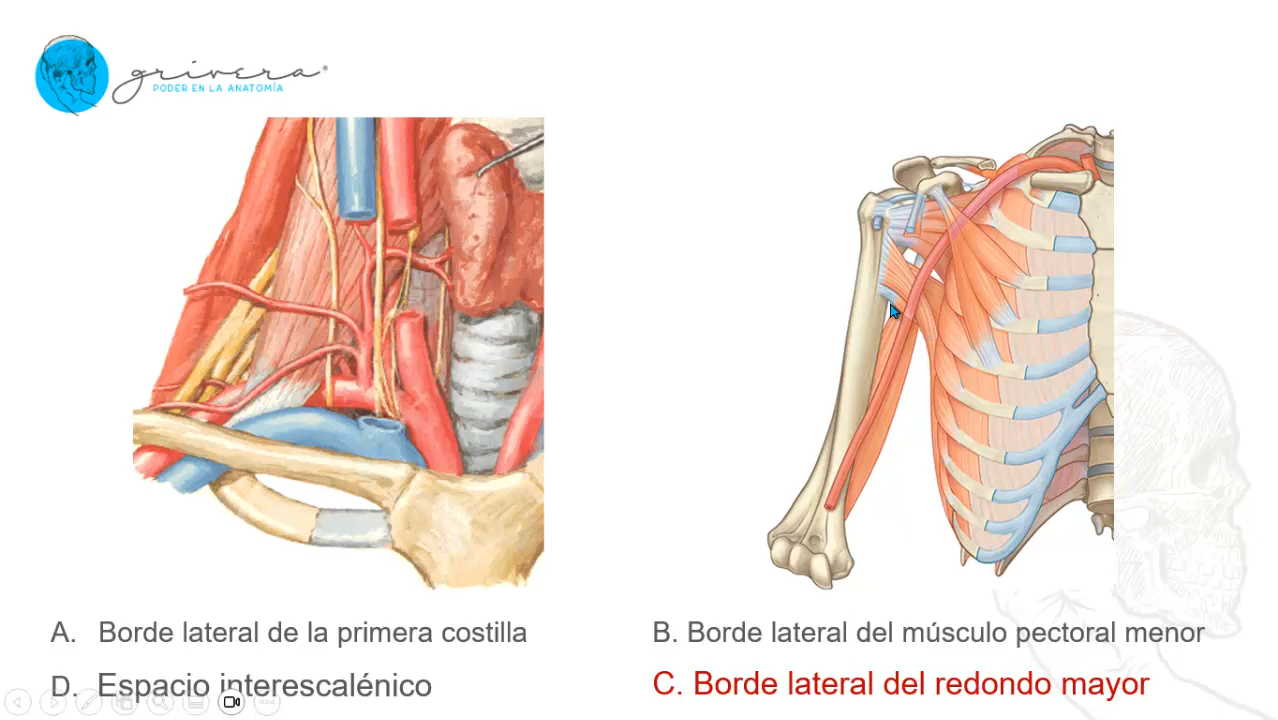 grivera®
PODER EN LA ANATOMÍA
A. Borde lateral de la primera costilla
B. Borde lateral del músculo pectoral menor
D. Espacio interescalénico
C. Borde lateral del redondo mayor